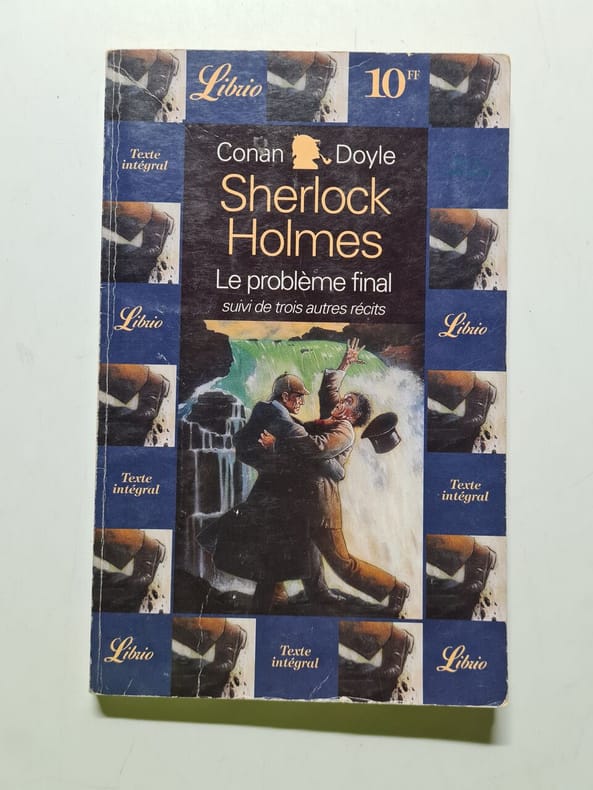 Librio
10FF
Texte
intégral
Conan Doyle
Sherlock
Holmes
Le problème final
suivi de trois autres récits
Librio
Librio
Texte
intégral
Texte
intégral
Librio
Texte
intégral
Librio